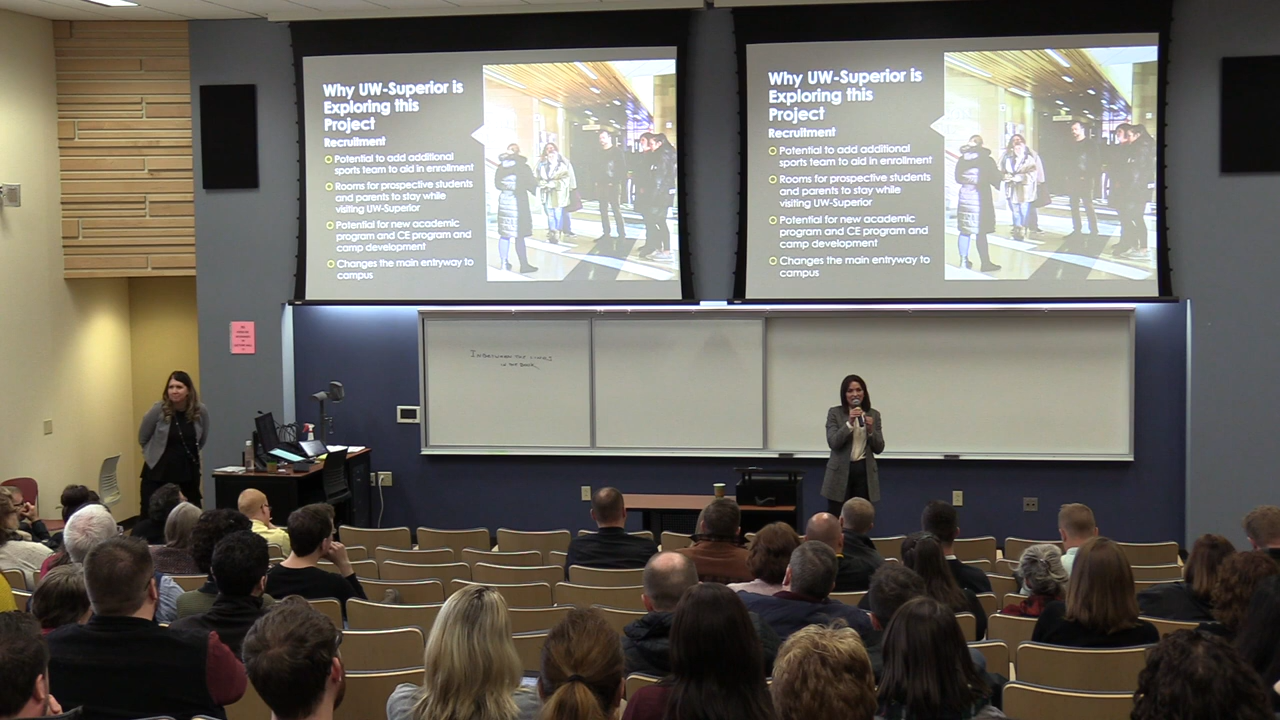 Why UW-Superior is
Exploring this
Project
Recruitment
Potential to add additional
sports team to aid in enrollment
Rooms for prospective students
and parents to stay while
visiting UW-Superior
Potential for new academic
program and CE program and
camp development
Changes the main entryway to
campus
Why UW-Superior is
Exploring this
Project
Recruitment
Potential to add additional
sports team to aid in enrollment
Rooms for prospective students
and parents to stay while
visiting UW-Superior
Potential for new academic
program and CE program and
camp development
Changes the main entryway to
campus